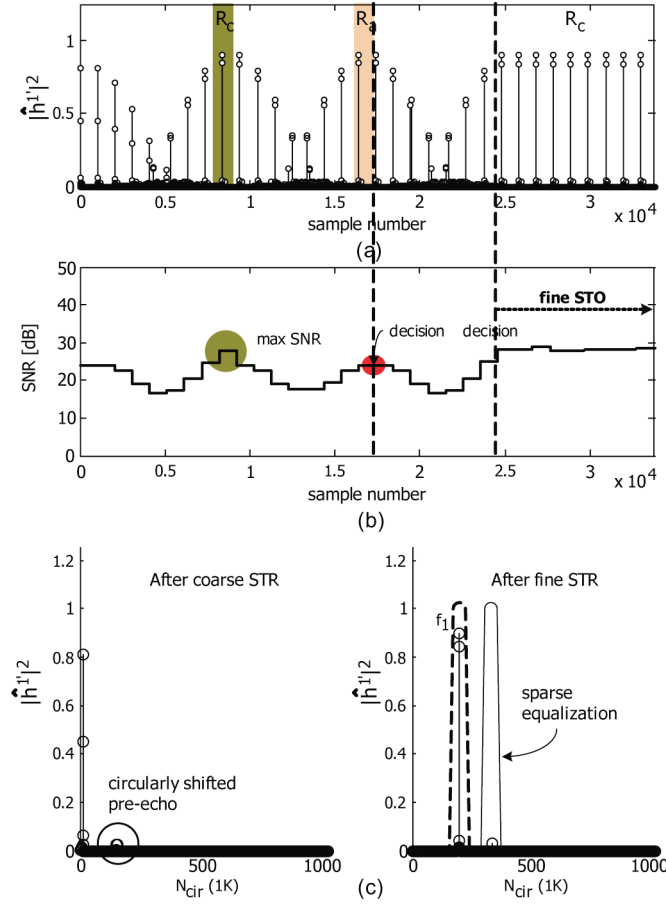 R_c R_a R_c
|ĥ^1'|^2
1
0.5
0
0 0.5 1 1.5 2 2.5 3
x 10^4
sample number
(a)
SNR [dB]
50
40
30
20
10
0
max SNR
decision decision
fine STO
0 0.5 1 1.5 2 2.5 3
x 10^4
sample number
(b)
|ĥ^1'|^2
1.2
1
0.8
0.6
0.4
0.2
0
After coarse STR
circularly shifted
pre-echo
0 500 1000
N_cir (1K)
|ĥ^1'|^2
1.2
1
0.8
0.6
0.4
0.2
0
After fine STR
f_1
sparse
equalization
0 500 1000
N_cir (1K)
(c)